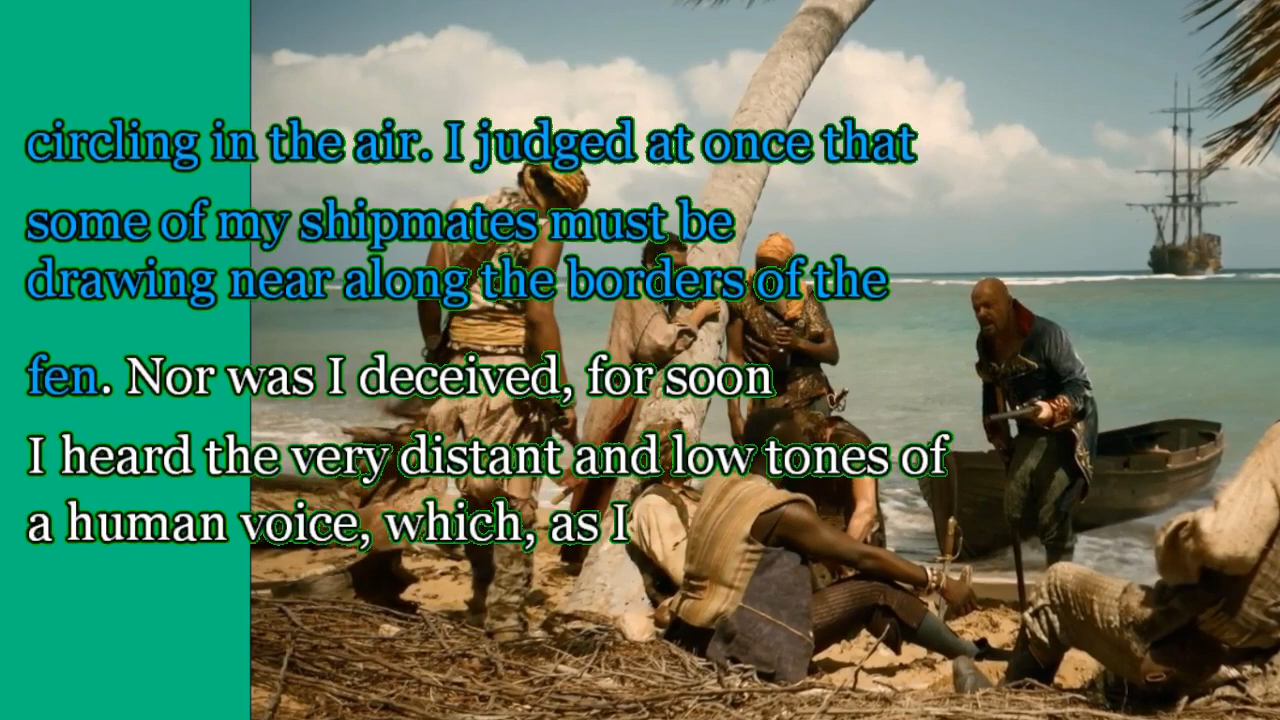 circling in the air. I judged at once that
some of my shipmates must be
drawing near along the borders of the
fen. Nor was I deceived, for soon
I heard the very distant and low tones of
a human voice, which, as I